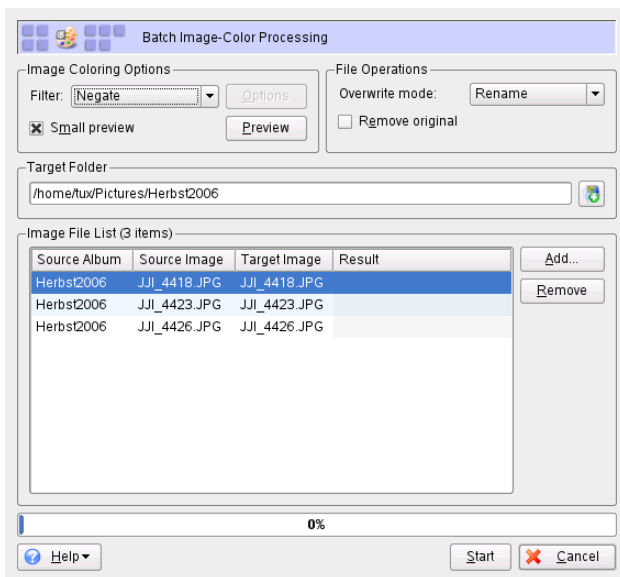 Batch Image-Color Processing
Image Coloring Options
Filter: Negate Options
Small preview Preview
File Operations
Overwrite mode: Rename
Remove original
Target Folder
/home/tux/Pictures/Herbst2006
Image File List (3 items)
Source Album Source Image Target Image Result
Herbst2006 JJI_4418.JPG JJI_4418.JPG
Herbst2006 JJI_4423.JPG JJI_4423.JPG
Herbst2006 JJI_4426.JPG JJI_4426.JPG
Add...
Remove
0%
Help Start Cancel